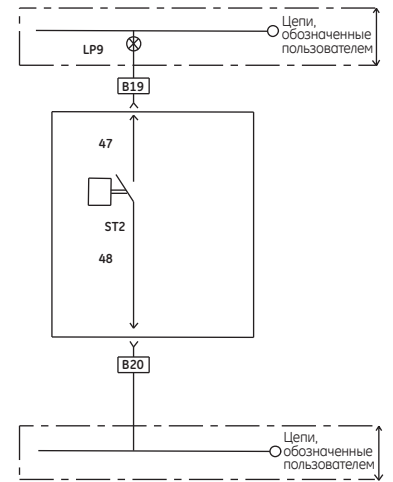 Цепи,
обозначенные
пользователем
LP9
B19
47
ST2
48
B20
Цепи,
обозначенные
пользователем